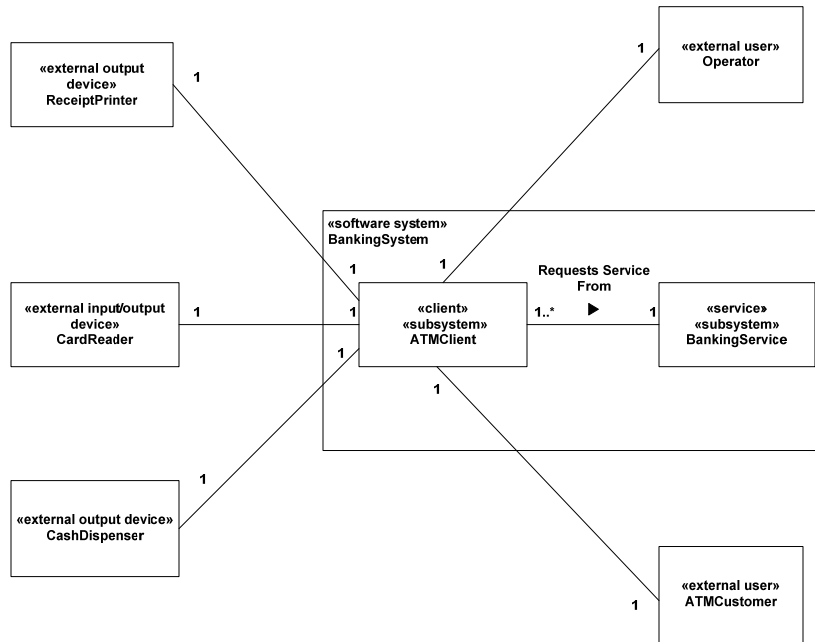 «external output
device»
ReceiptPrinter
1
«external user»
Operator
1
«software system»
BankingSystem
1
1
Requests Service
From
«external input/output
device»
CardReader
1
1
«client»
«subsystem»
ATMClient
1..*
1
«service»
«subsystem»
BankingService
1
1
1
«external output device»
CashDispenser
«external user»
ATMCustomer
1